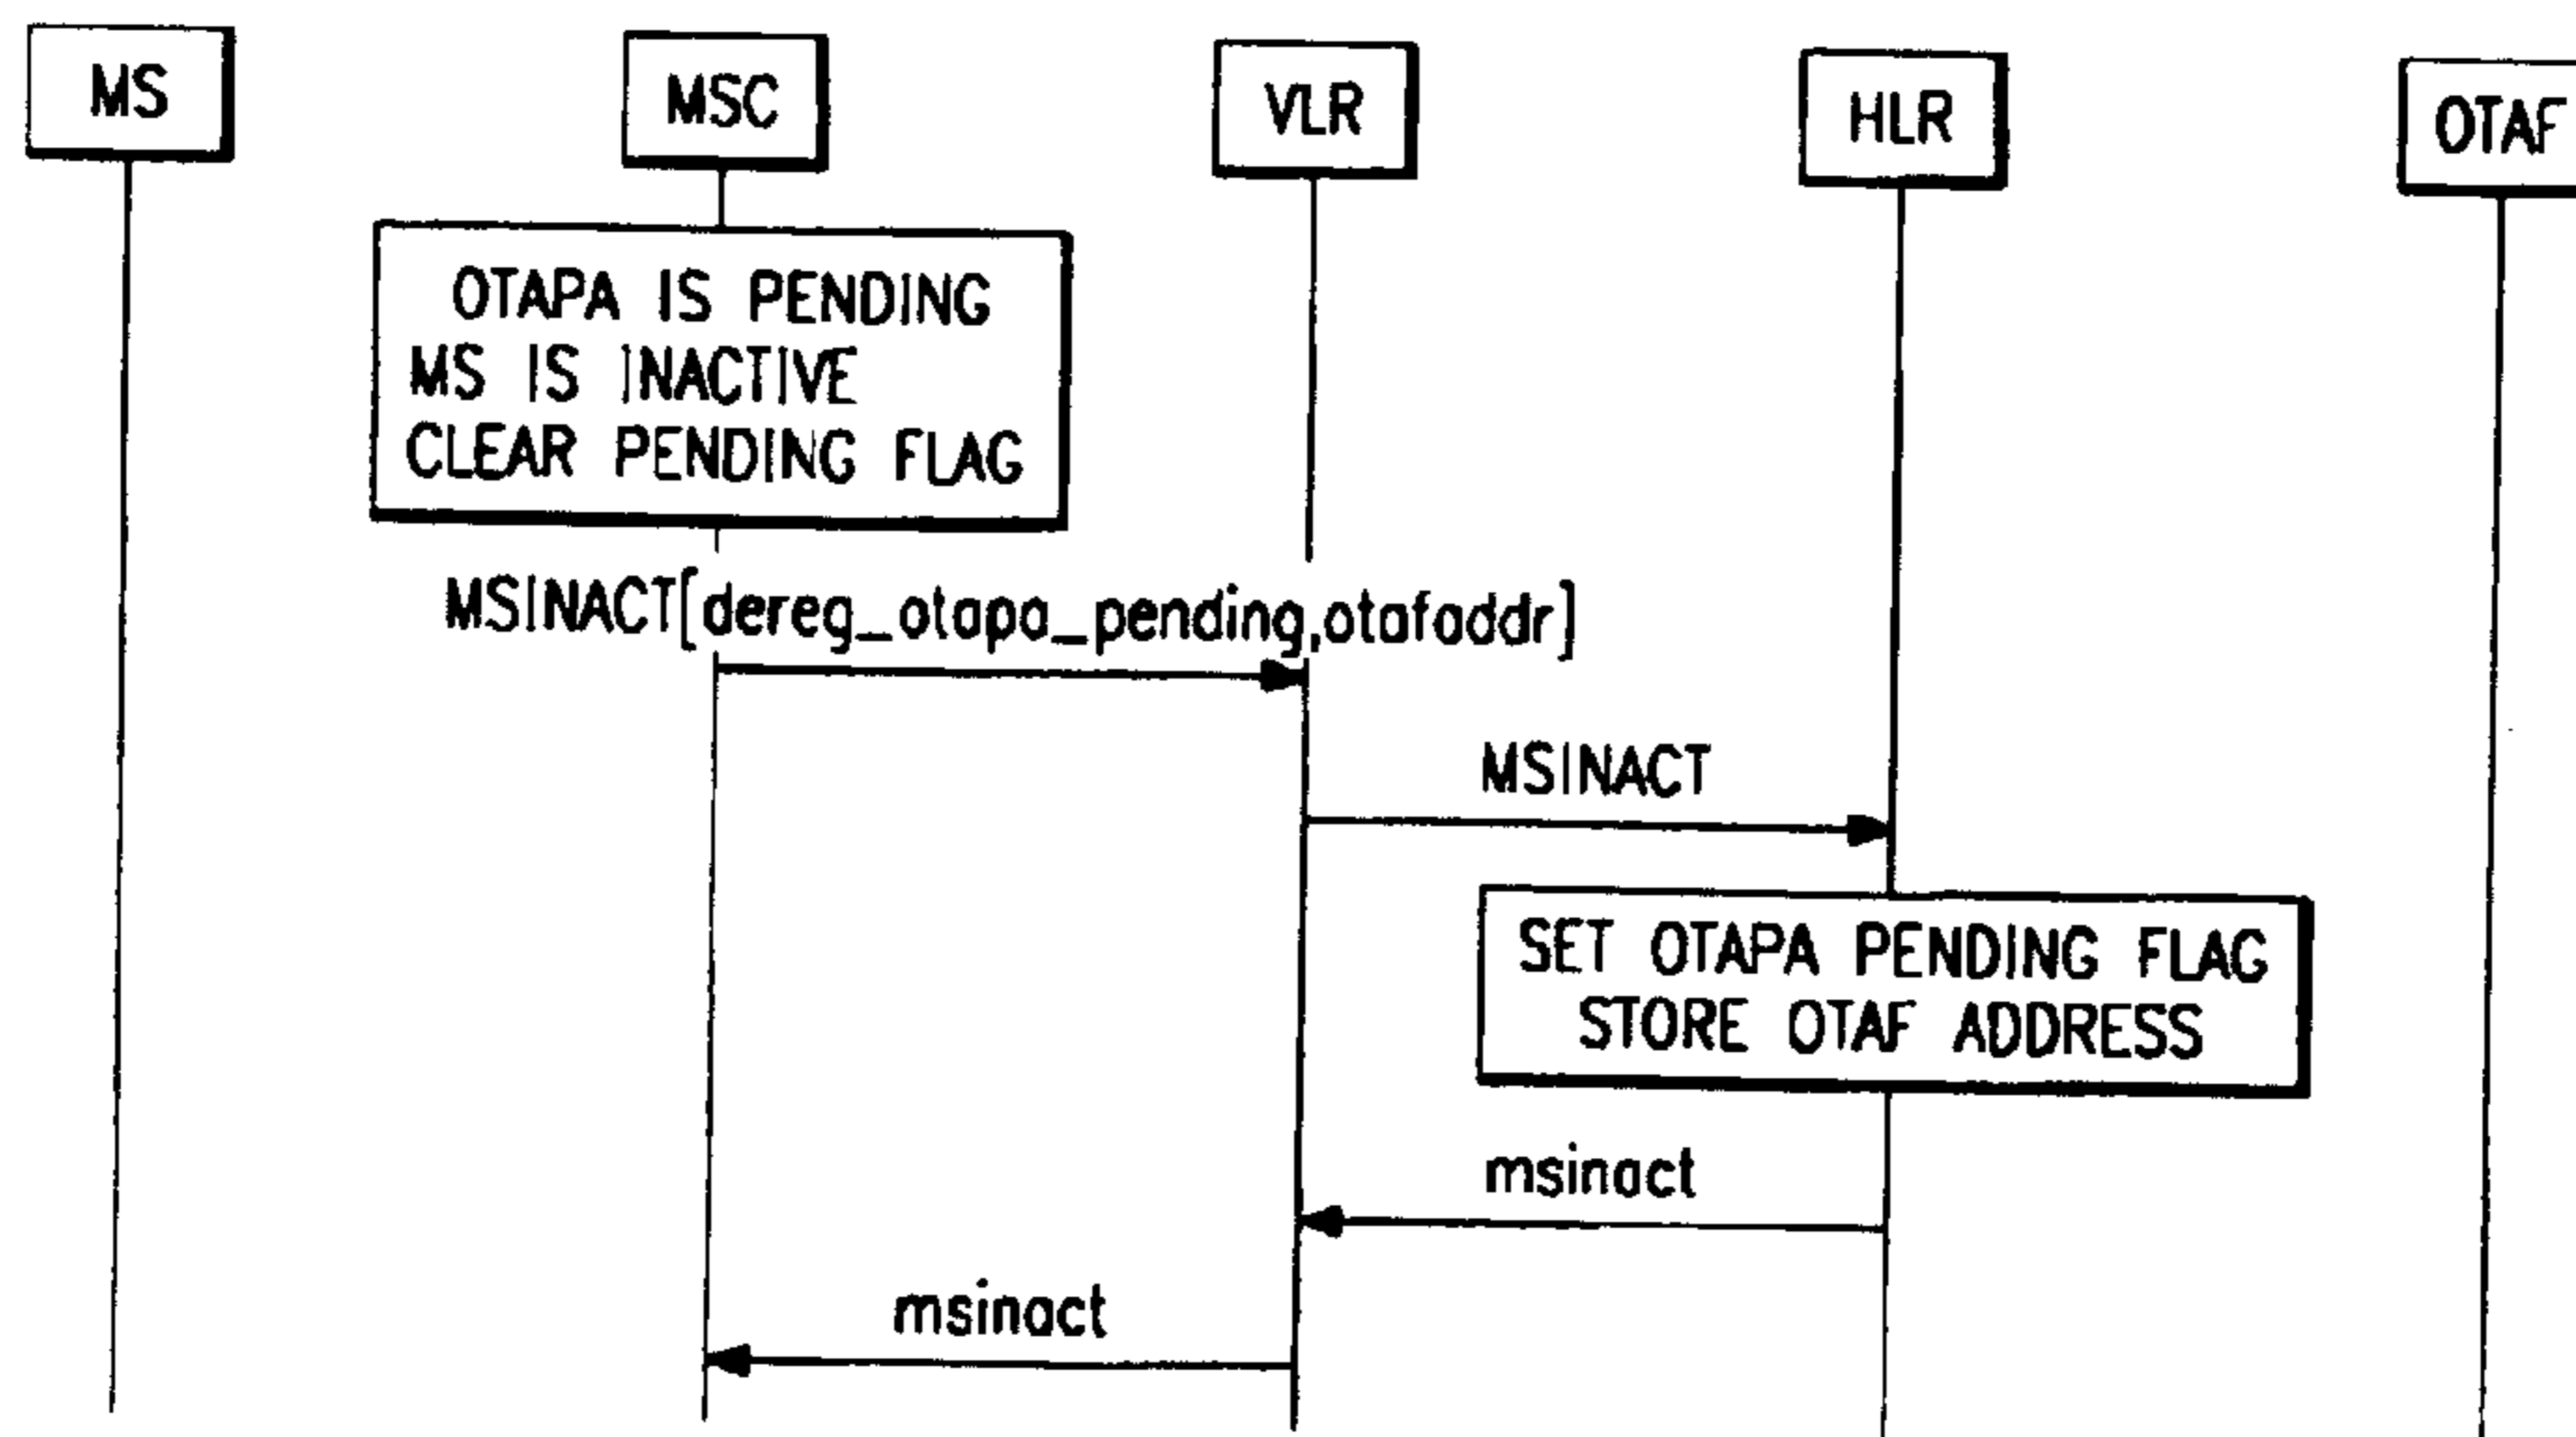 MS
MSC
VLR
HLR
OTAF
OTAPA IS PENDING
MS IS INACTIVE
CLEAR PENDING FLAG
MSINACT[dereg_otapa_pending,otafaddr]
MSINACT
SET OTAPA PENDING FLAG
STORE OTAF ADDRESS
msinact
msinact